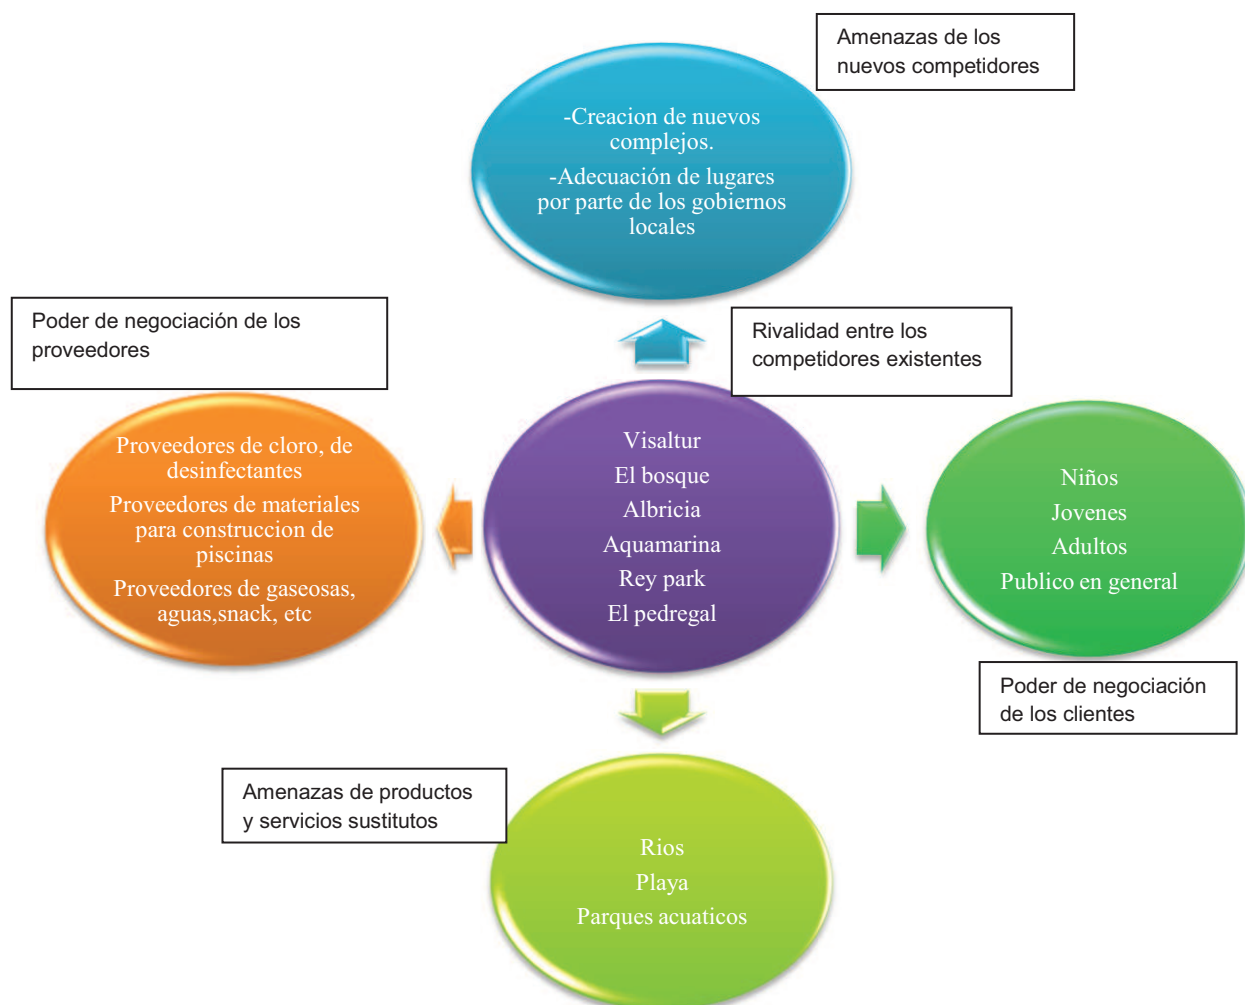 Amenazas de los
nuevos competidores
-Creacion de nuevos
complejos.
-Adecuación de lugares
por parte de los gobiernos
locales
Poder de negociación de los
proveedores
Rivalidad entre los
competidores existentes
Proveedores de cloro, de
desinfectantes
Proveedores de materiales
para construccion de
piscinas
Proveedores de gaseosas,
aguas,snack, etc
Visaltur
El bosque
Albricia
Aquamarina
Rey park
El pedregal
Niños
Jovenes
Adultos
Publico en general
Poder de negociación
de los clientes
Amenazas de productos
y servicios sustitutos
Rios
Playa
Parques acuaticos